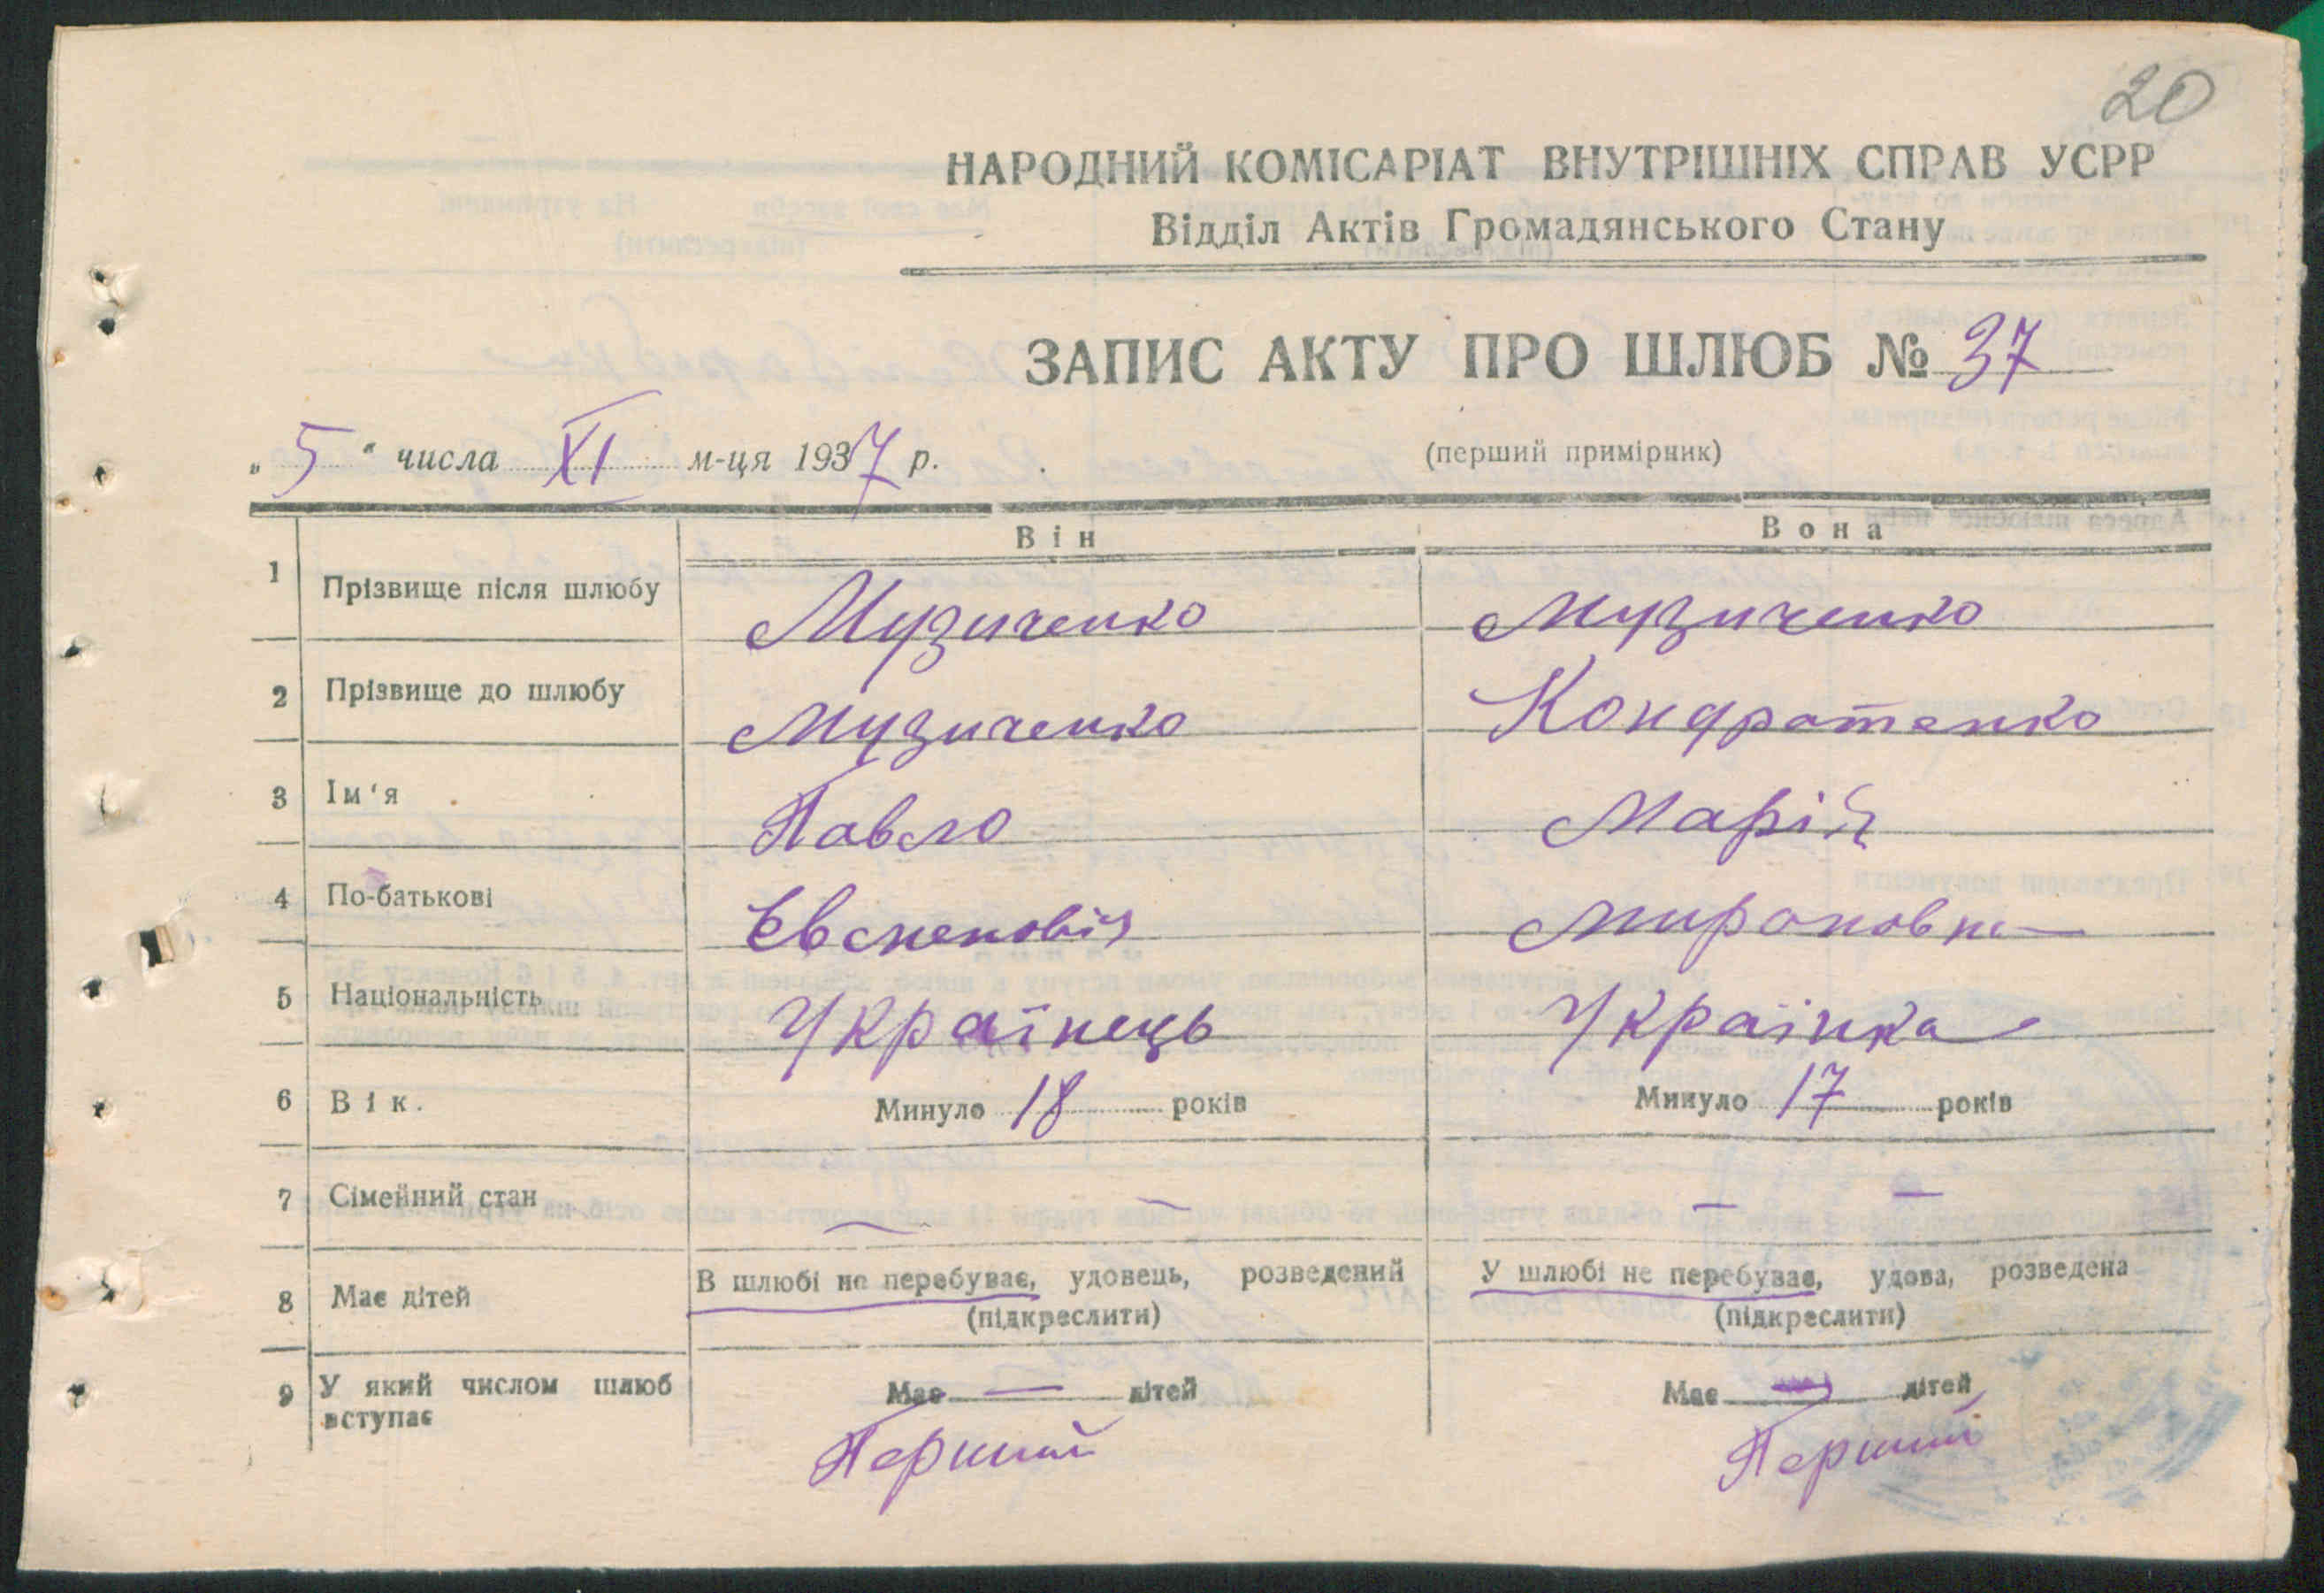 20
НАРОДНИЙ КОМІСАРІАТ ВНУТРІШНІХ СПРАВ УСРР
Відділ Актів Громадянського Стану
ЗАПИС АКТУ ПРО ШЛЮБ № 37
„ 5 “ числа XI м-ця 1937 р. (перший примірник)
Він Вона
1 Прізвище після шлюбу Музиченко Музиченко
2 Прізвище до шлюбу Музиченко Кондратенко
3 Ім‘я Павло Марія
4 По-батькові Мироновна
5 Національність Українець Українка
6 Вік. Минуло 18 років Минуло 17 років
7 Сімейний стан — — — —
8 Має дітей В шлюбі не перебуває, удовець, розведений У шлюбі не перебуває, удова, розведена
(підкреслити) (підкреслити)
9 У який числом шлюб вступає Має — дітей Має — дітей
Перший Перший